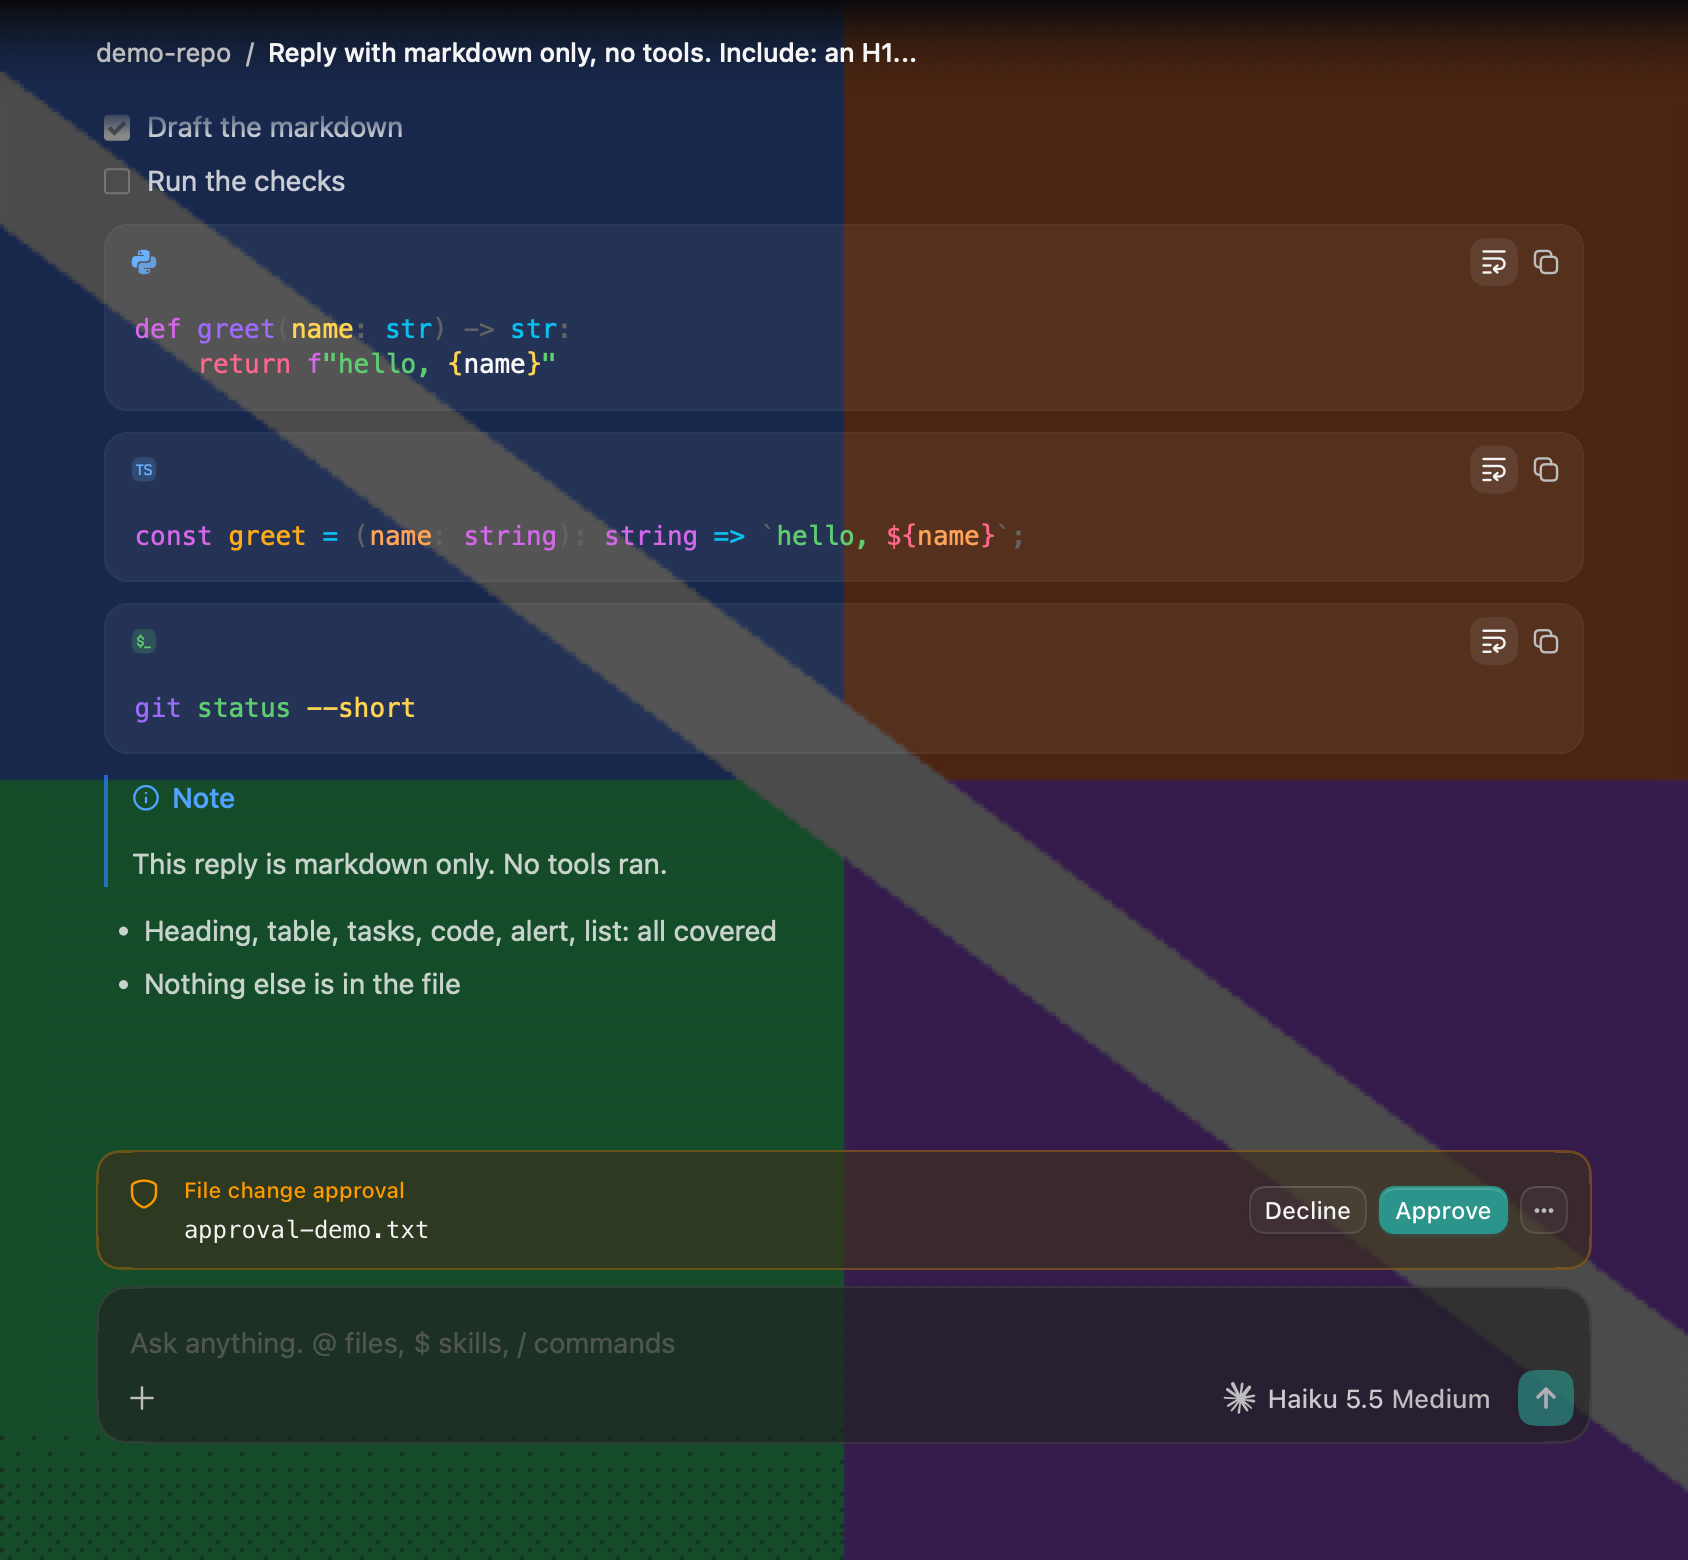 demo-repo / Reply with markdown only, no tools. Include: an H1...
Draft the markdown
Run the checks
def greet(name: str) -> str:
    return f"hello, {name}"
TS
const greet = (name: string): string => `hello, ${name}`;
$_
git status --short
Note
This reply is markdown only. No tools ran.
• Heading, table, tasks, code, alert, list: all covered
• Nothing else is in the file
File change approval
approval-demo.txt
Decline
Approve
Ask anything. @ files, $ skills, / commands
Haiku 5.5 Medium